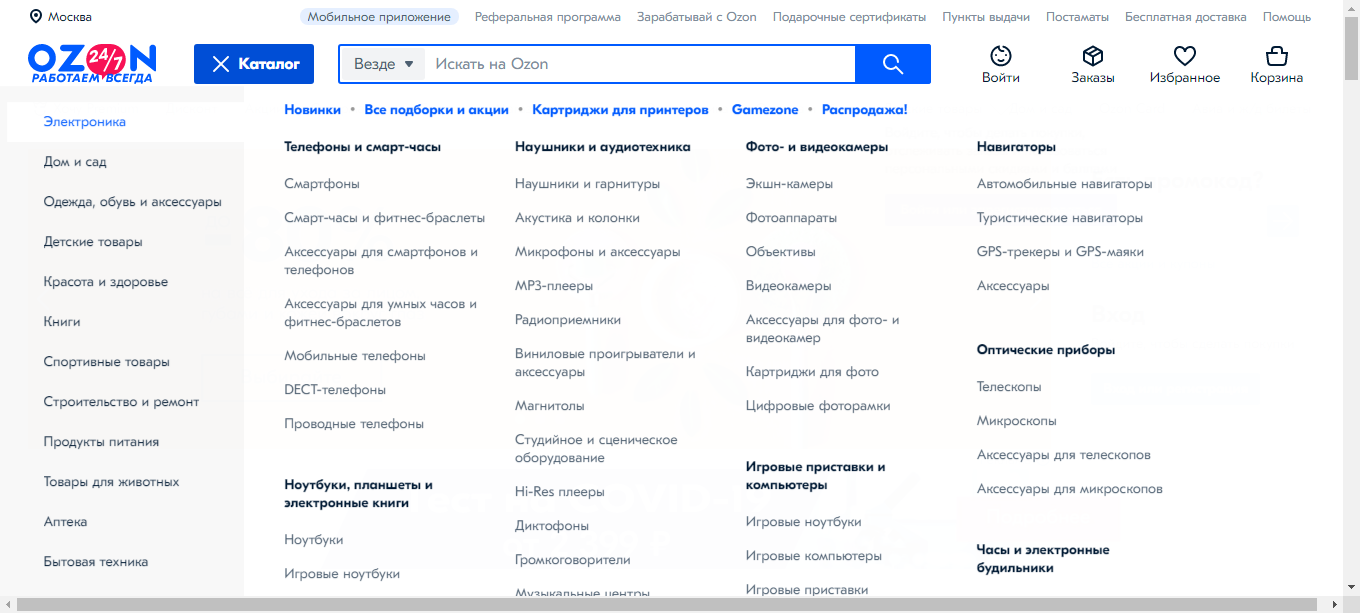 Москва
Мобильное приложение
Реферальная программа
Зарабатывай с Ozon
Подарочные сертификаты
Пункты выдачи
Постаматы
Бесплатная доставка
Помощь
OZON
24/7
РАБОТАЕМ ВСЕГДА
Каталог
Везде
Искать на Ozon
Войти
Заказы
Избранное
Корзина
Электроника
Дом и сад
Одежда, обувь и аксессуары
Детские товары
Красота и здоровье
Книги
Спортивные товары
Строительство и ремонт
Продукты питания
Товары для животных
Аптека
Бытовая техника
Новинки • Все подборки и акции • Картриджи для принтеров • Gamezone • Распродажа!
Телефоны и смарт-часы
Смартфоны
Смарт-часы и фитнес-браслеты
Аксессуары для смартфонов и
телефонов
Аксессуары для умных часов и
фитнес-браслетов
Мобильные телефоны
DECT-телефоны
Проводные телефоны
Ноутбуки, планшеты и
электронные книги
Ноутбуки
Игровые ноутбуки
Наушники и аудиотехника
Наушники и гарнитуры
Акустика и колонки
Микрофоны и аксессуары
MP3-плееры
Радиоприемники
Виниловые проигрыватели и
аксессуары
Магнитолы
Студийное и сценическое
оборудование
Hi-Res плееры
Диктофоны
Громкоговорители
Музыкальные центры
Фото- и видеокамеры
Экшн-камеры
Фотоаппараты
Объективы
Видеокамеры
Аксессуары для фото- и
видеокамер
Картриджи для фото
Цифровые фоторамки
Игровые приставки и
компьютеры
Игровые ноутбуки
Игровые компьютеры
Игровые приставки
Навигаторы
Автомобильные навигаторы
Туристические навигаторы
GPS-трекеры и GPS-маяки
Аксессуары
Оптические приборы
Телескопы
Микроскопы
Аксессуары для телескопов
Аксессуары для микроскопов
Часы и электронные
будильники